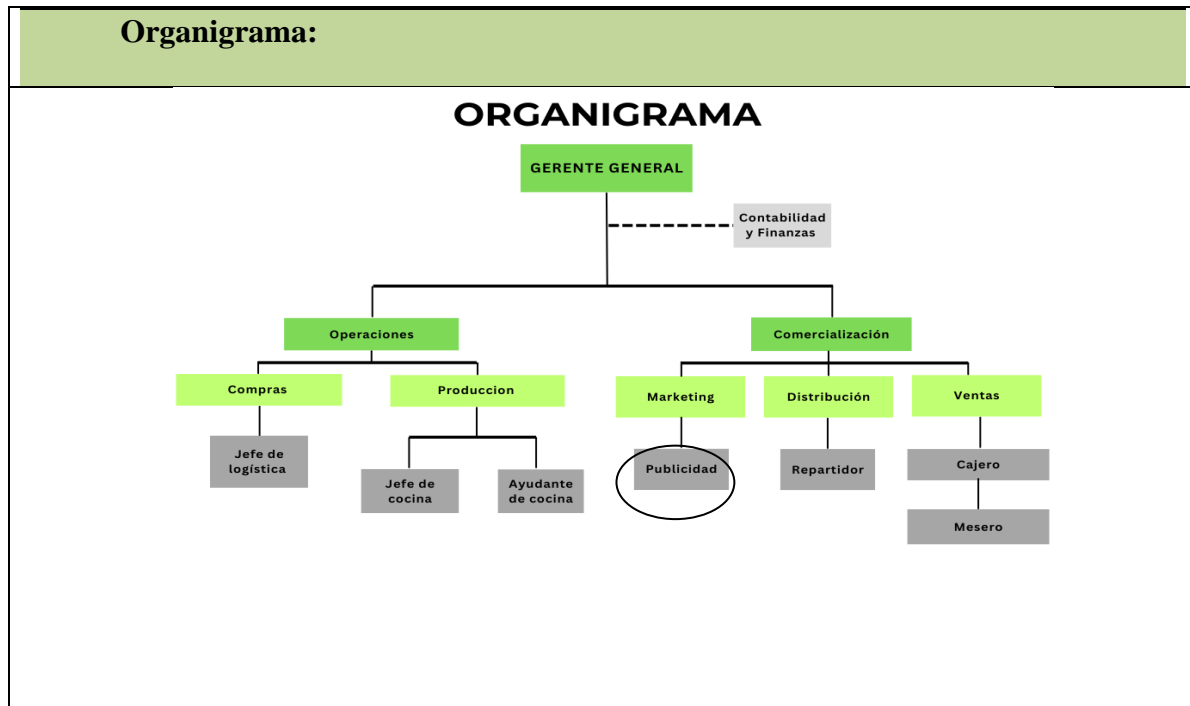 Organigrama:
ORGANIGRAMA
GERENTE GENERAL
Contabilidad
y Finanzas
Operaciones
Comercialización
Compras
Produccion
Marketing
Distribución
Ventas
Jefe de
logística
Jefe de
cocina
Ayudante
de cocina
Publicidad
Repartidor
Cajero
Mesero